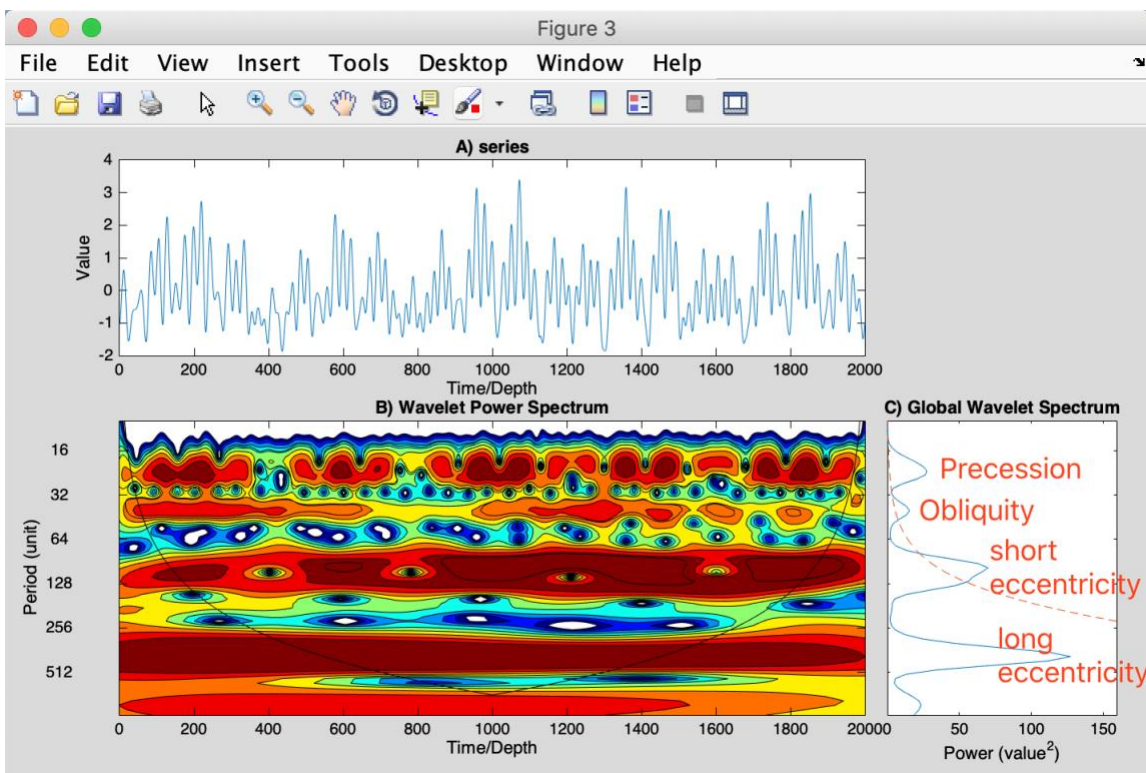 Figure 3
File Edit View Insert Tools Desktop Window Help
A) series
4
3
2
1
0
-1
-2
Value
0 200 400 600 800 1000 1200 1400 1600 1800 2000
Time/Depth
B) Wavelet Power Spectrum
16
32
64
128
256
512
Period (unit)
0 200 400 600 800 1000 1200 1400 1600 1800 2000
Time/Depth
C) Global Wavelet Spectrum
Precession
Obliquity
short
eccentricity
long
eccentricity
0 50 100 150
Power (value²)